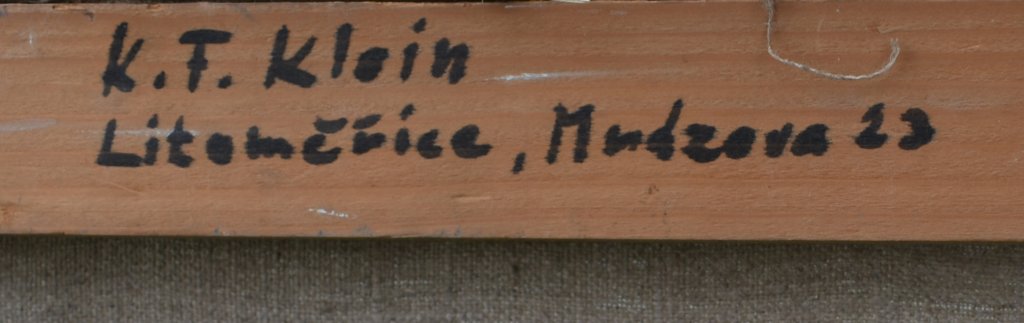 K. F. Klein
Litoměřice, Mudzova 23